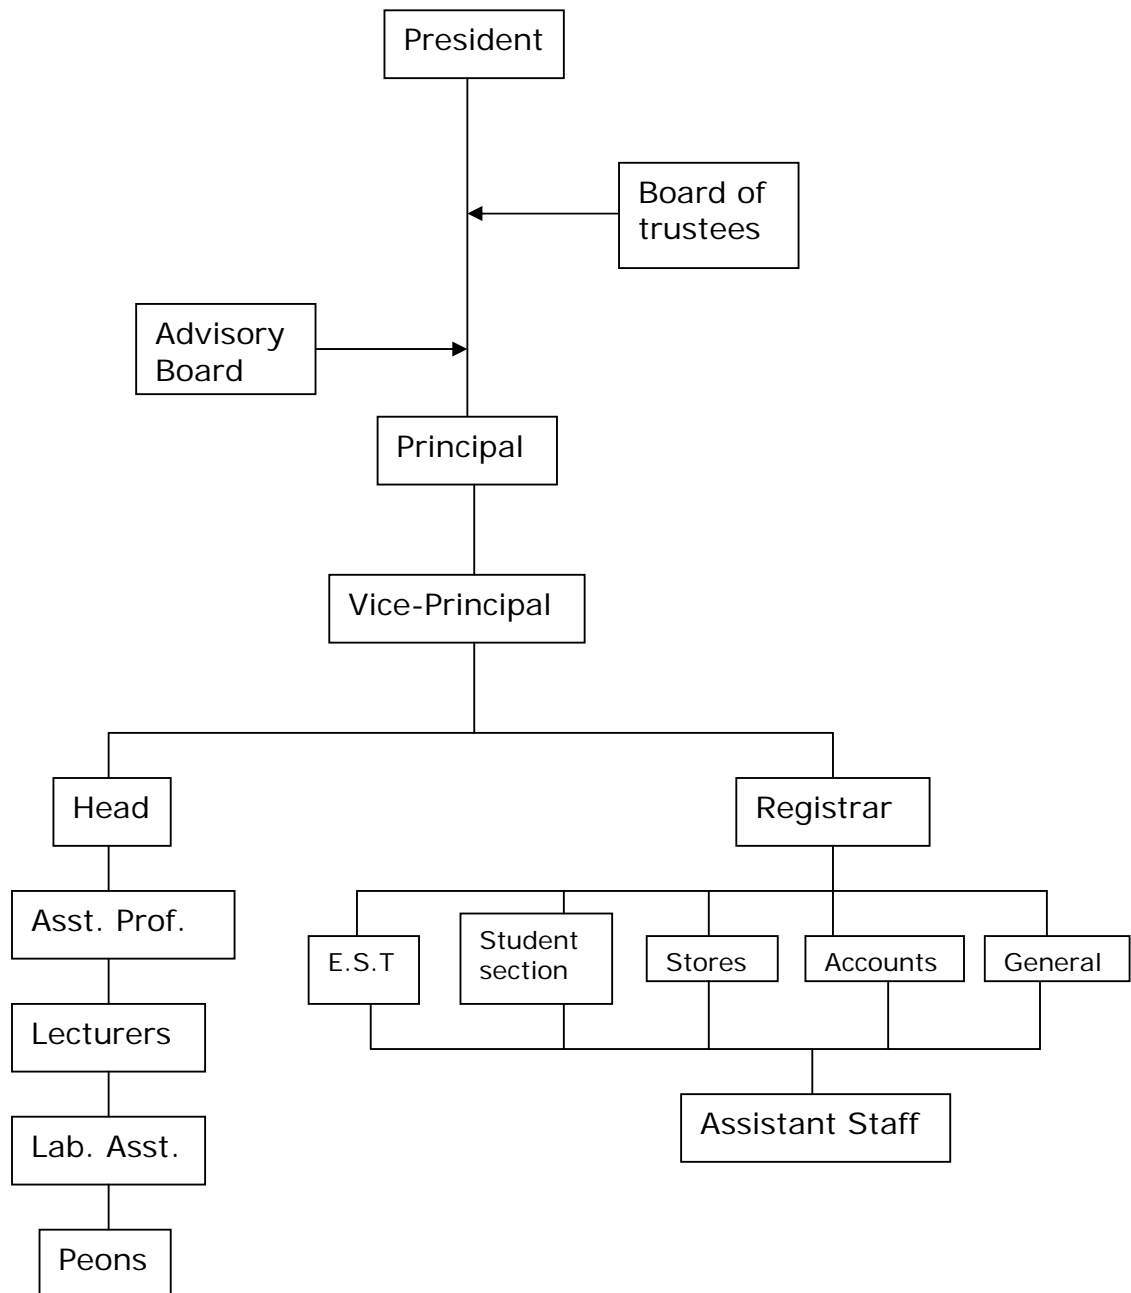 President
Board of
trustees
Advisory
Board
Principal
Vice-Principal
Head
Registrar
Asst. Prof.
E.S.T
Student
section
Stores
Accounts
General
Lecturers
Assistant Staff
Lab. Asst.
Peons